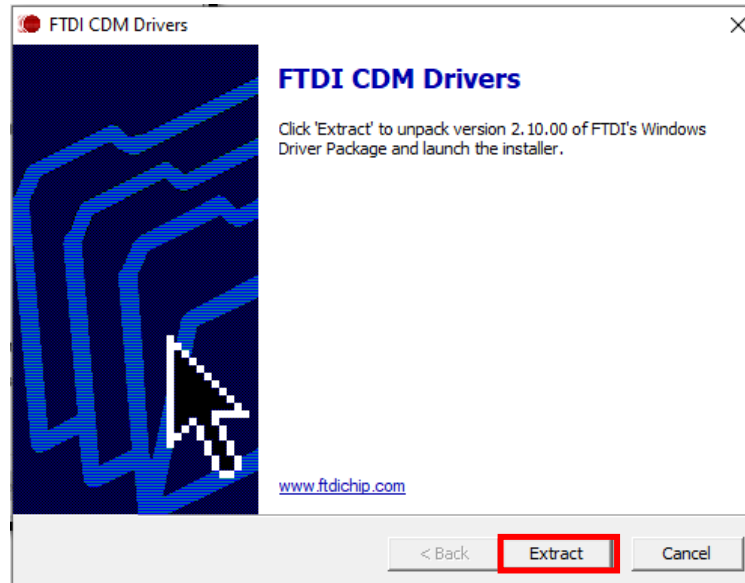 FTDI CDM Drivers
FTDI CDM Drivers
Click 'Extract' to unpack version 2.10.00 of FTDI's Windows
Driver Package and launch the installer.
www.ftdichip.com
< Back Extract Cancel